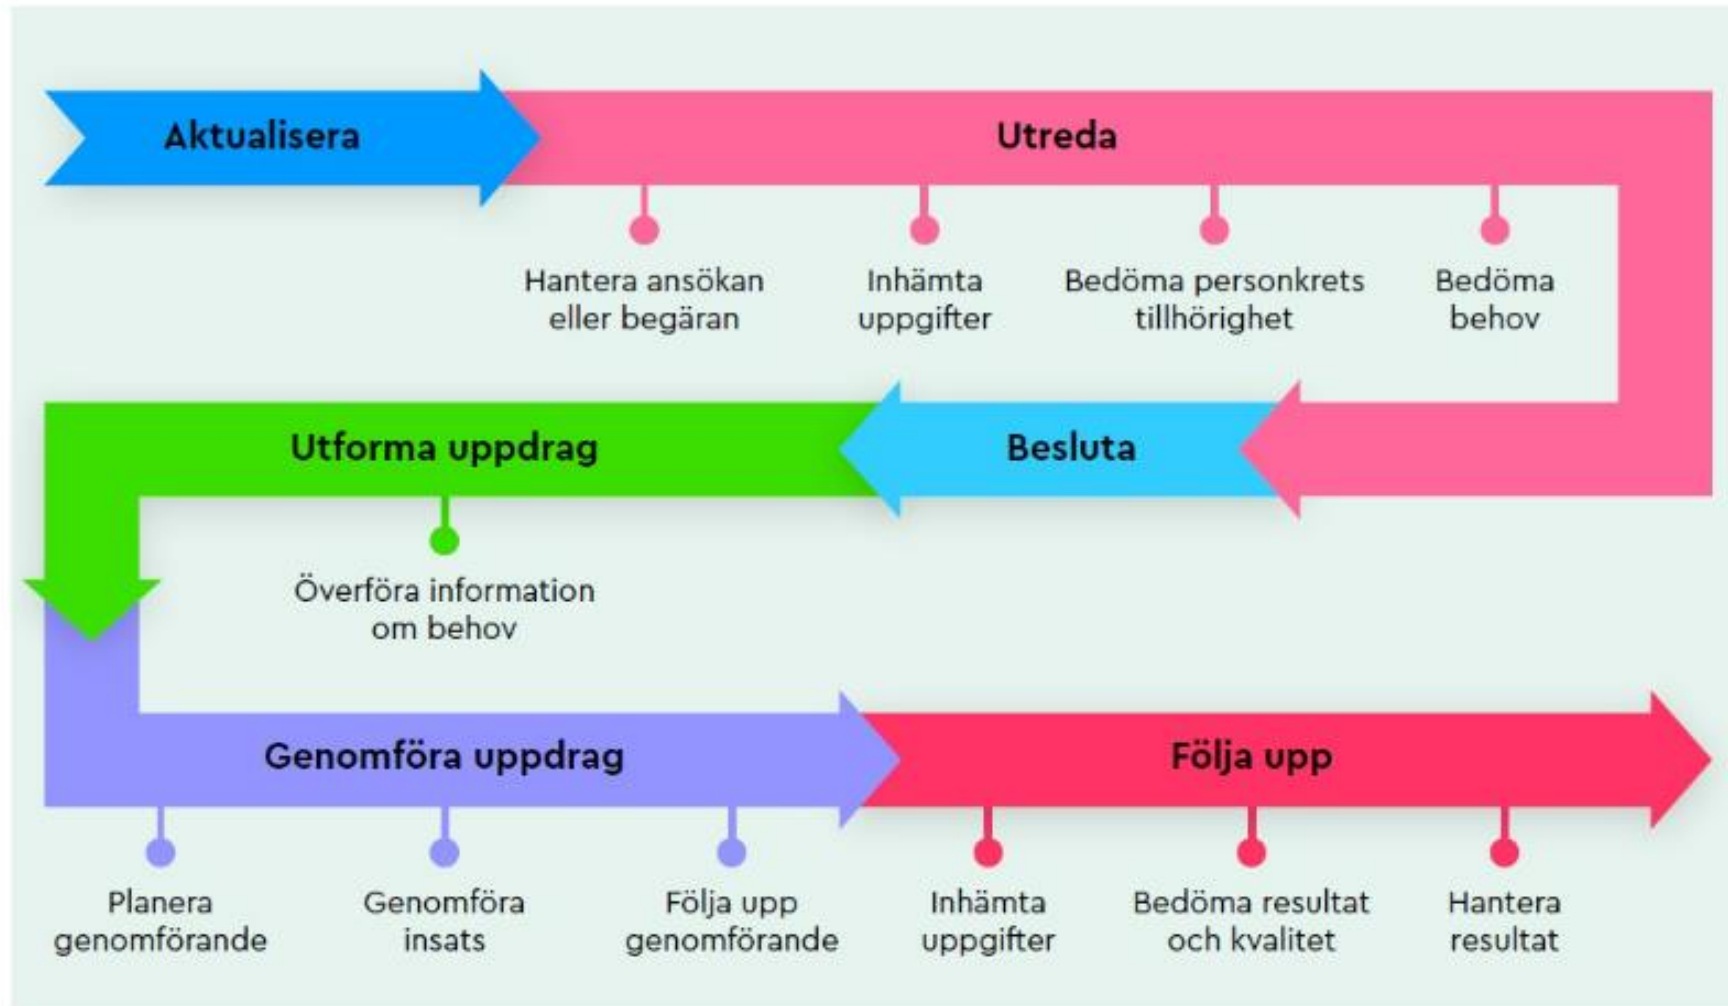 Aktualisera
Utreda
Hantera ansökan
eller begäran
Inhämta
uppgifter
Bedöma personkrets
tillhörighet
Bedöma
behov
Besluta
Utforma uppdrag
Överföra information
om behov
Genomföra uppdrag
Planera
genomförande
Genomföra
insats
Följa upp
genomförande
Följa upp
Inhämta
uppgifter
Bedöma resultat
och kvalitet
Hantera
resultat